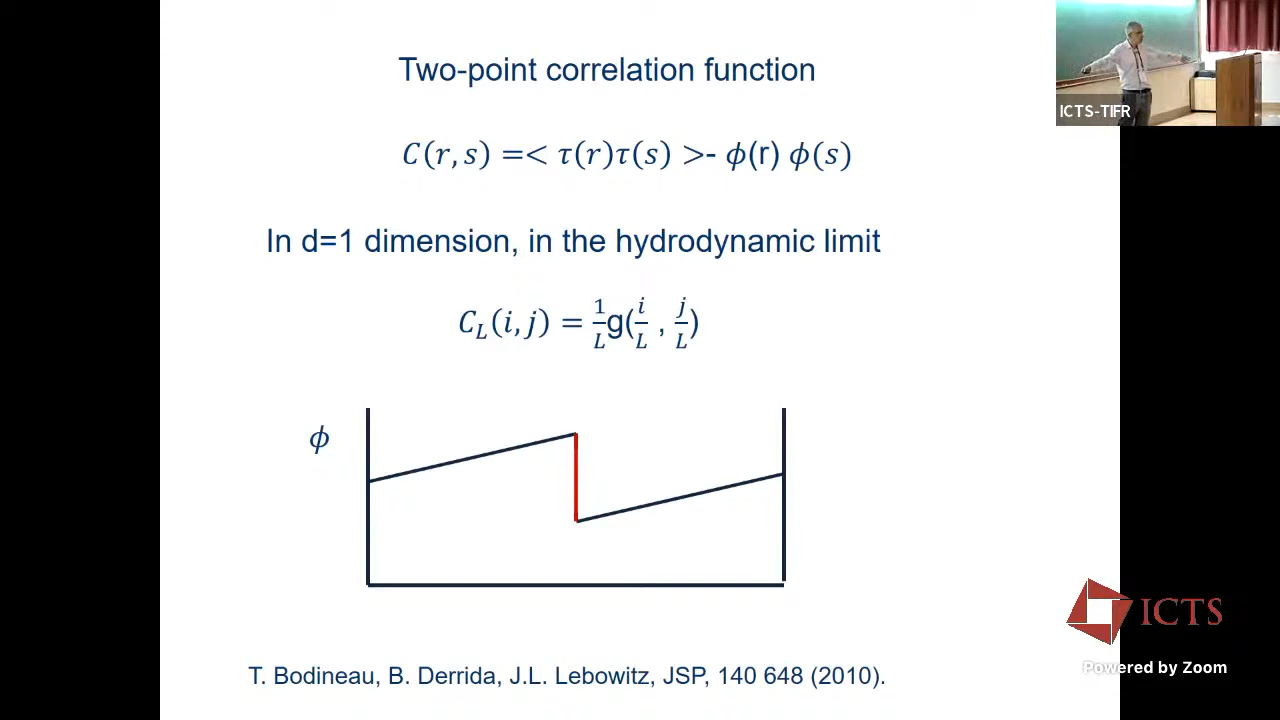 Two-point correlation function
𝐶(𝑟, 𝑠) =< 𝜏(𝑟)𝜏(𝑠) >- 𝜙(r) 𝜙(𝑠)
In d=1 dimension, in the hydrodynamic limit
𝐶_𝐿(𝑖, 𝑗) = 1/𝐿 g(𝑖/𝐿 , 𝑗/𝐿)
𝜙
T. Bodineau, B. Derrida, J.L. Lebowitz, JSP, 140 648 (2010).
ICTS-TIFR
ICTS
Powered by Zoom